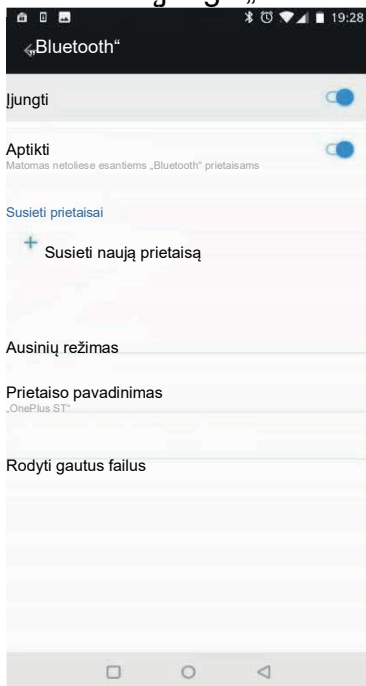 19:28
„Bluetooth“
Įjungti
Aptikti
Matomas netoliese esantiems „Bluetooth“ prietaisams
Susieti prietaisai
+ Susieti naują prietaisą
Ausinių režimas
Prietaiso pavadinimas
„OnePlus ST“
Rodyti gautus failus